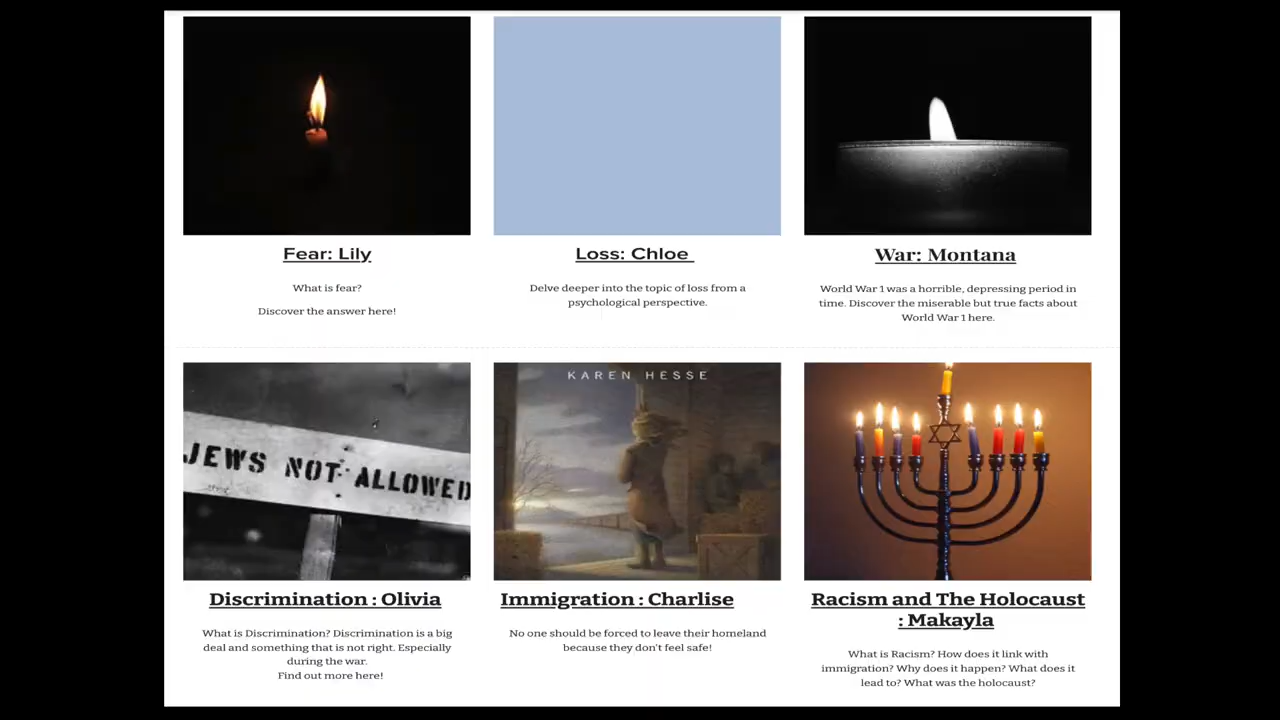 Fear: Lily
What is fear?
Discover the answer here!
Loss: Chloe
Delve deeper into the topic of loss from a
psychological perspective.
War: Montana
World War 1 was a horrible, depressing period in
time. Discover the miserable but true facts about
World War 1 here.
JEWS NOT ALLOWED
Discrimination : Olivia
What is Discrimination? Discrimination is a big
deal and something that is not right. Especially
during the war.
Find out more here!
KAREN HESSE
Immigration : Charlise
No one should be forced to leave their homeland
because they don't feel safe!
Racism and The Holocaust
: Makayla
What is Racism? How does it link with
immigration? Why does it happen? What does it
lead to? What was the holocaust?